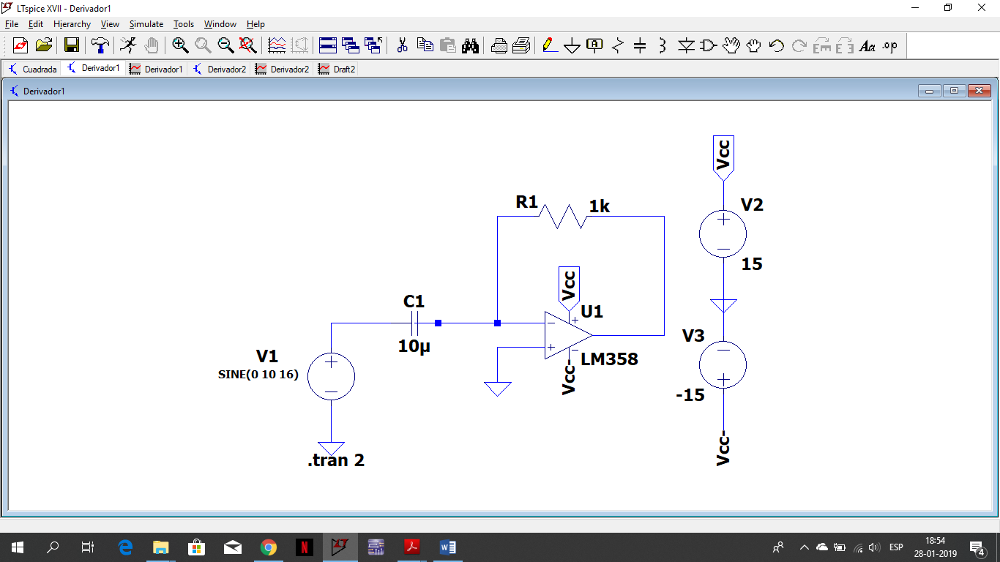 LTspice XVII - Derivador1
File Edit Hierarchy View Simulate Tools Window Help
A Aa .op
Cuadrada Derivador1 Derivador1 Derivador2 Derivador2 Draft2
Derivador1
Vcc
R1 1k V2
Vcc 15
C1 U1
10µ V3
V1 LM358
SINE(0 10 16) Vcc- -15
Vcc-
.tran 2
18:54
ESP
28-01-2019
4